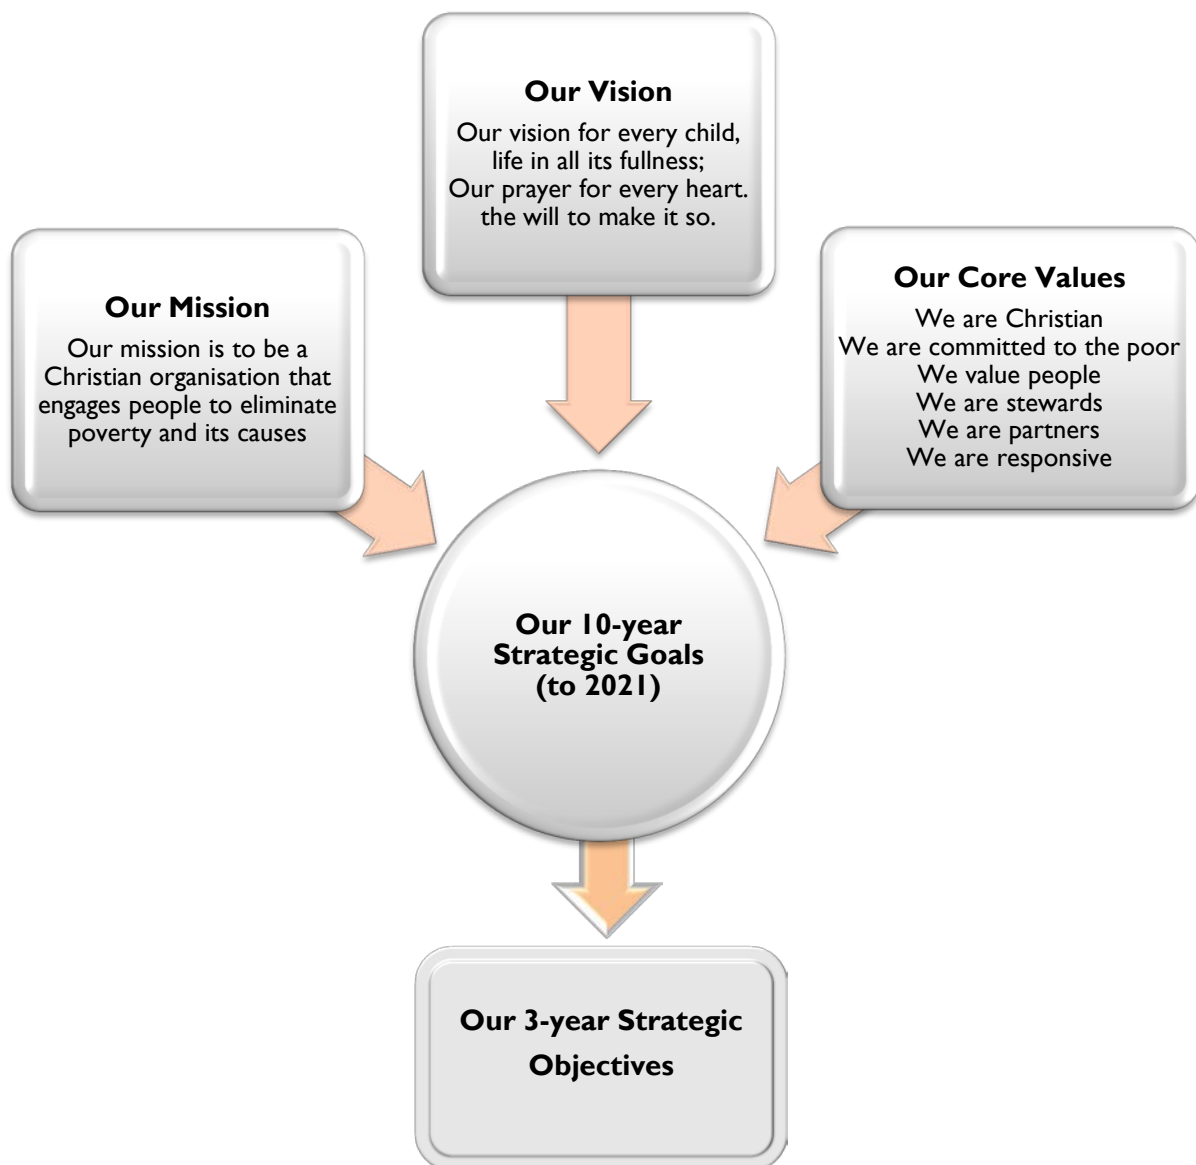 Our Vision
Our vision for every child,
life in all its fullness;
Our prayer for every heart.
the will to make it so.
Our Mission
Our mission is to be a
Christian organisation that
engages people to eliminate
poverty and its causes
Our Core Values
We are Christian
We are committed to the poor
We value people
We are stewards
We are partners
We are responsive
Our 10-year
Strategic Goals
(to 2021)
Our 3-year Strategic
Objectives